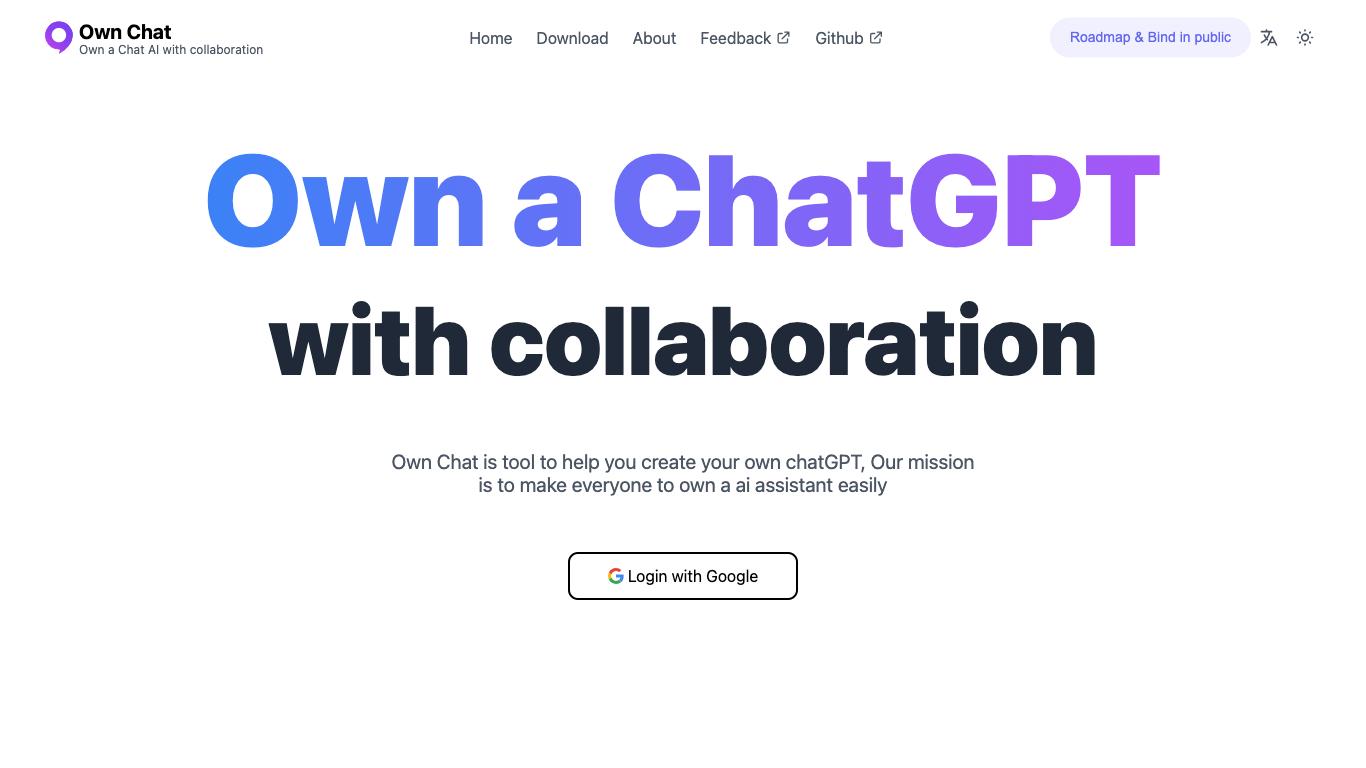 Own Chat
Own a Chat AI with collaboration
Home
Download
About
Feedback
Github
Roadmap & Bind in public
Own a ChatGPT
with collaboration
Own Chat is tool to help you create your own chatGPT, Our mission
is to make everyone to own a ai assistant easily
Login with Google